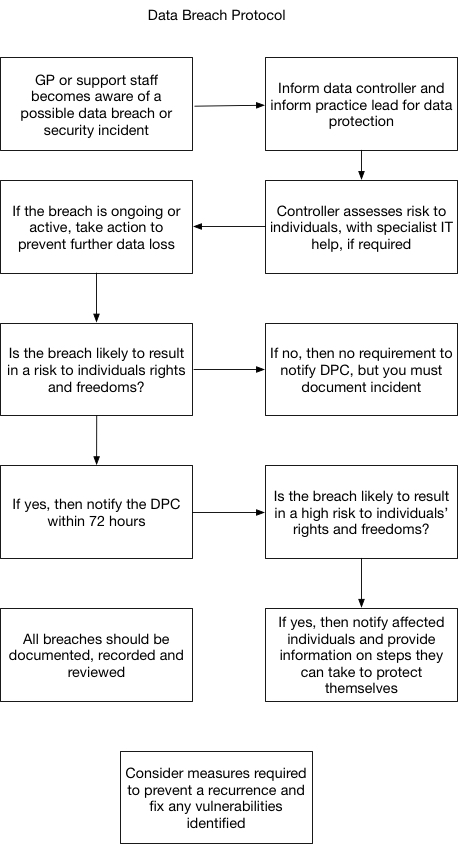 Data Breach Protocol
GP or support staff
becomes aware of a
possible data breach or
security incident
Inform data controller and
inform practice lead for data
protection
Controller assesses risk to
individuals, with specialist IT
help, if required
If the breach is ongoing or
active, take action to
prevent further data loss
Is the breach likely to result
in a risk to individuals rights
and freedoms?
If no, then no requirement to
notify DPC, but you must
document incident
If yes, then notify the DPC
within 72 hours
Is the breach likely to result
in a high risk to individuals’
rights and freedoms?
If yes, then notify affected
individuals and provide
information on steps they
can take to protect
themselves
All breaches should be
documented, recorded and
reviewed
Consider measures required
to prevent a recurrence and
fix any vulnerabilities
identified